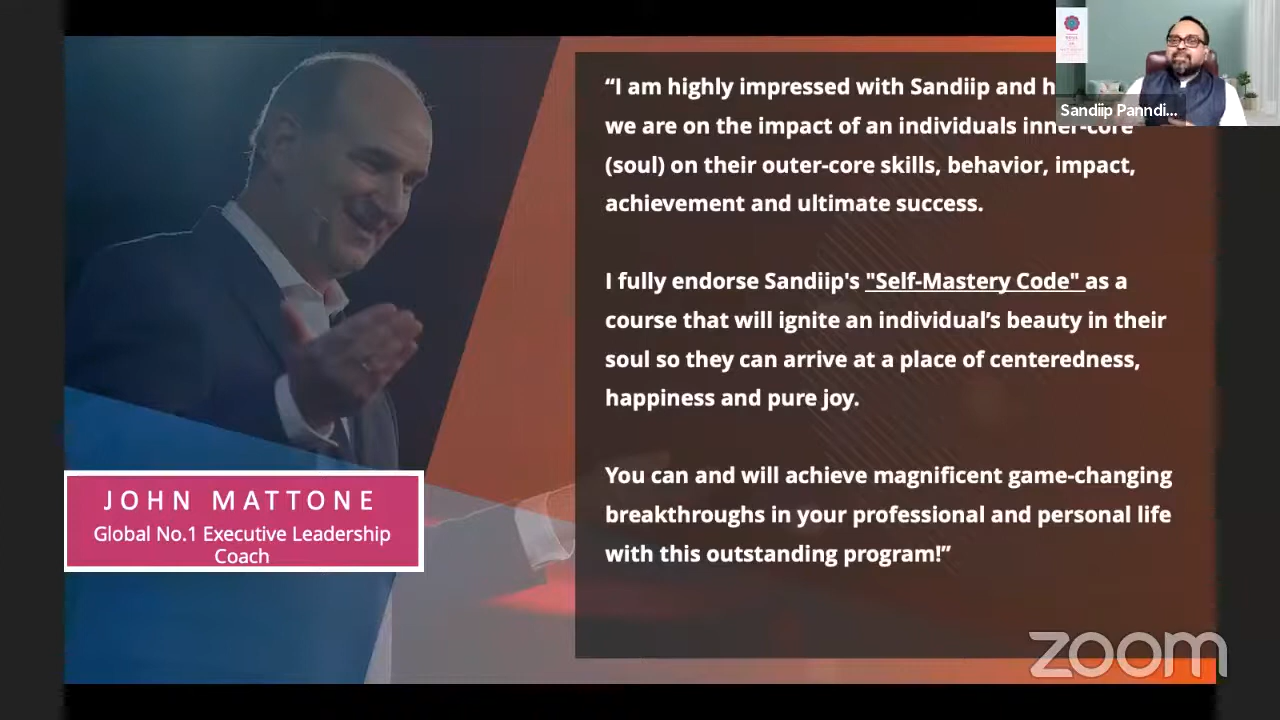 “I am highly impressed with Sandiip and h
we are on the impact of an individuals inner-core
(soul) on their outer-core skills, behavior, impact,
achievement and ultimate success.
I fully endorse Sandiip's "Self-Mastery Code" as a
course that will ignite an individual’s beauty in their
soul so they can arrive at a place of centeredness,
happiness and pure joy.
You can and will achieve magnificent game-changing
breakthroughs in your professional and personal life
with this outstanding program!”
JOHN MATTONE
Global No.1 Executive Leadership
Coach
Sandiip Panndi...
zoom